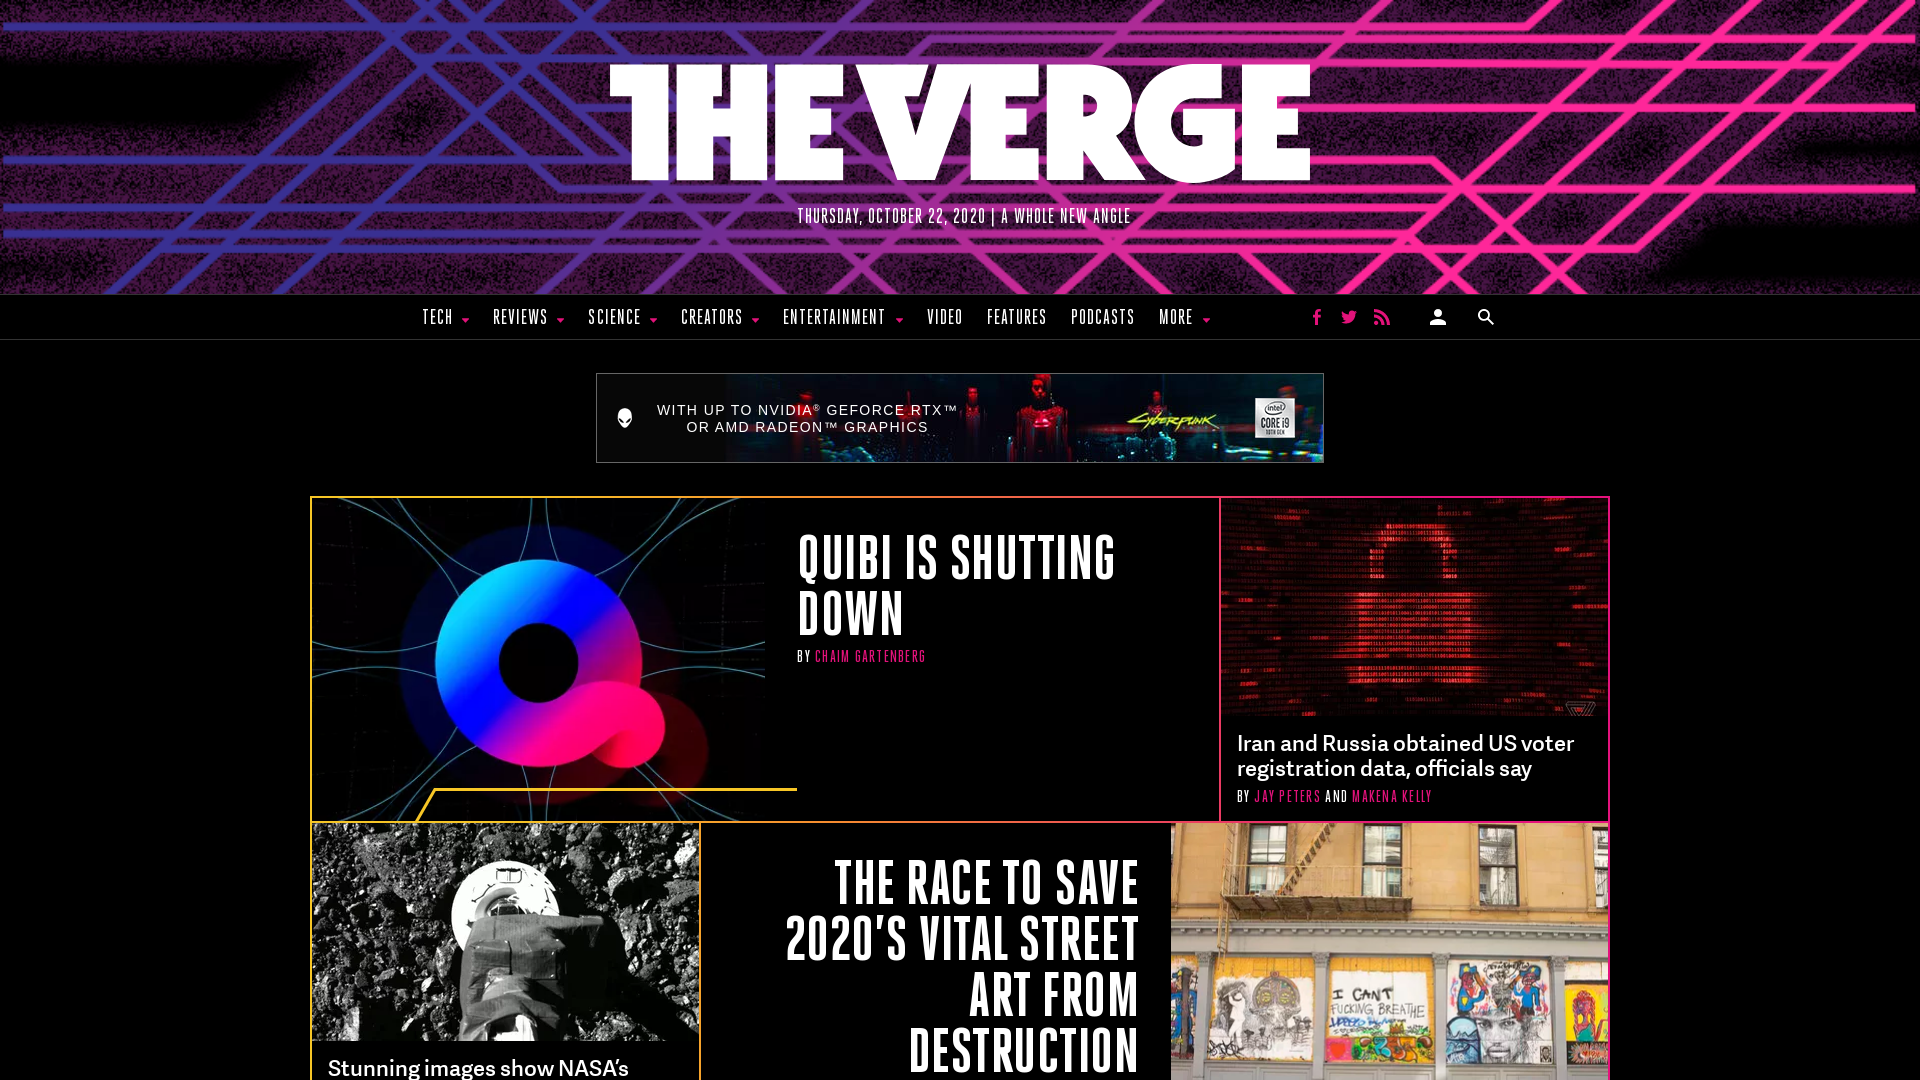 THE VERGE
THURSDAY, OCTOBER 22, 2020 | A WHOLE NEW ANGLE
TECH REVIEWS SCIENCE CREATORS ENTERTAINMENT VIDEO FEATURES PODCASTS MORE
WITH UP TO NVIDIA® GEFORCE RTX™
OR AMD RADEON™ GRAPHICS
CYBERPUNK
intel
CORE i9
10TH GEN
QUIBI IS SHUTTING
DOWN
BY CHAIM GARTENBERG
Iran and Russia obtained US voter
registration data, officials say
BY JAY PETERS AND MAKENA KELLY
THE RACE TO SAVE
2020'S VITAL STREET
ART FROM
DESTRUCTION
I CANT
FUCKING BREATHE
Stunning images show NASA's